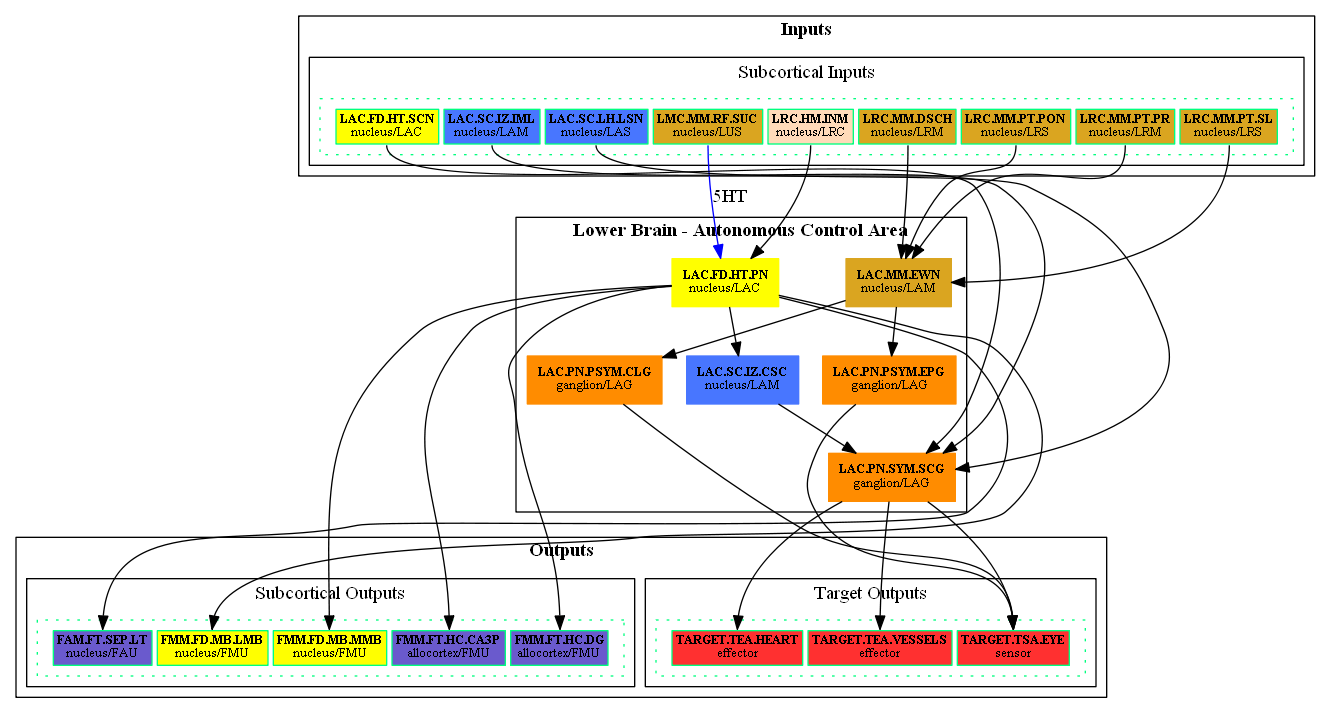 Inputs
Subcortical Inputs
LAC.FD.HT.SCN
nucleus/LAC
LAC.SC.IZ.IML
nucleus/LAM
LAC.SC.LH.LSN
nucleus/LAS
LMC.MM.RF.SUC
nucleus/LUS
LRC.HM.INM
nucleus/LRC
LRC.MM.DSCH
nucleus/LRM
LRC.MM.PT.PON
nucleus/LRS
LRC.MM.PT.PR
nucleus/LRM
LRC.MM.PT.SL
nucleus/LRS
5HT
Lower Brain - Autonomous Control Area
LAC.FD.HT.PN
nucleus/LAC
LAC.MM.EWN
nucleus/LAM
LAC.PN.PSYM.CLG
ganglion/LAG
LAC.SC.IZ.CSC
nucleus/LAM
LAC.PN.PSYM.EPG
ganglion/LAG
LAC.PN.SYM.SCG
ganglion/LAG
Outputs
Subcortical Outputs
FAM.FT.SEP.LT
nucleus/FAU
FMM.FD.MB.LMB
nucleus/FMU
FMM.FD.MB.MMB
nucleus/FMU
FMM.FT.HC.CA3P
allocortex/FMU
FMM.FT.HC.DG
allocortex/FMU
Target Outputs
TARGET.TEA.HEART
effector
TARGET.TEA.VESSELS
effector
TARGET.TSA.EYE
sensor